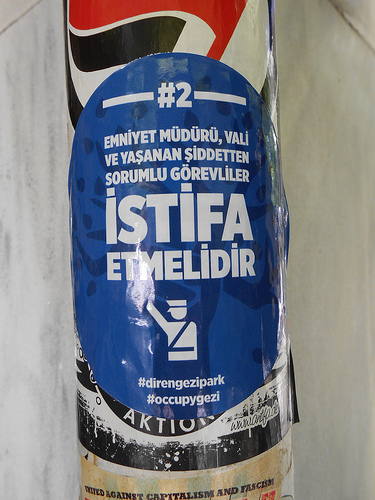 #2
EMNİYET MÜDÜRÜ, VALİ
VE YAŞANAN ŞİDDETTEN
SORUMLU GÖREVLİLER
İSTİFA
ETMELİDİR
#direngezipark
#occupygezi
AKTION
UNITED AGAINST CAPITALISM AND FASCISM